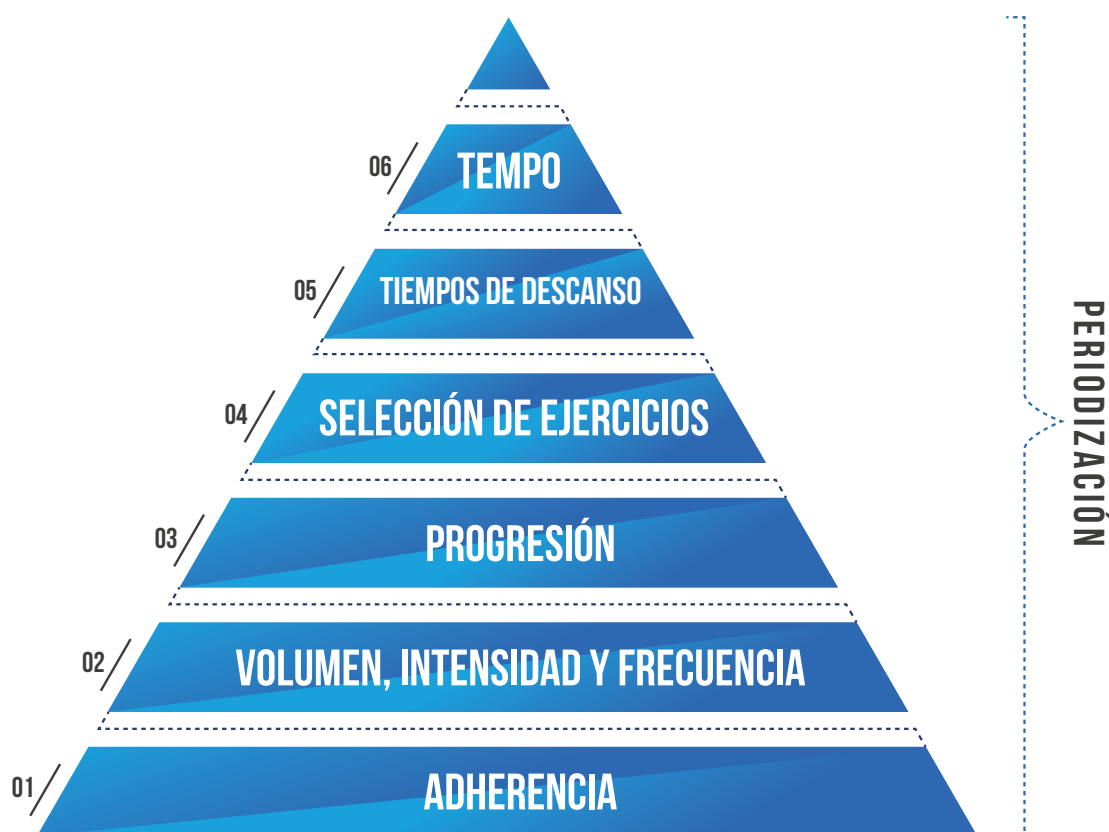 06
TEMPO
05
TIEMPOS DE DESCANSO
04
SELECCIÓN DE EJERCICIOS
03
PROGRESIÓN
02
VOLUMEN, INTENSIDAD Y FRECUENCIA
01
ADHERENCIA
PERIODIZACIÓN